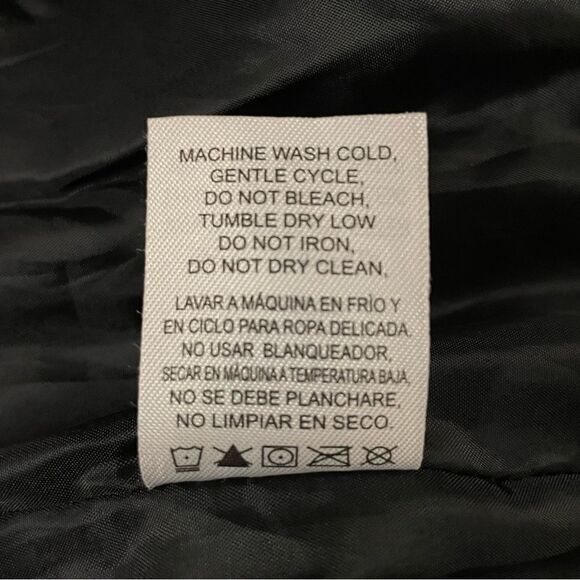 MACHINE WASH COLD,
GENTLE CYCLE,
DO NOT BLEACH,
TUMBLE DRY LOW
DO NOT IRON,
DO NOT DRY CLEAN,
LAVAR A MÁQUINA EN FRÌO Y
EN CICLO PARA ROPA DELICADA.
NO USAR BLANQUEADOR,
SECAR EN MÁQUINA A TEMPERATURA BAJA,
NO SE DEBE PLANCHARE,
NO LIMPIAR EN SECO.